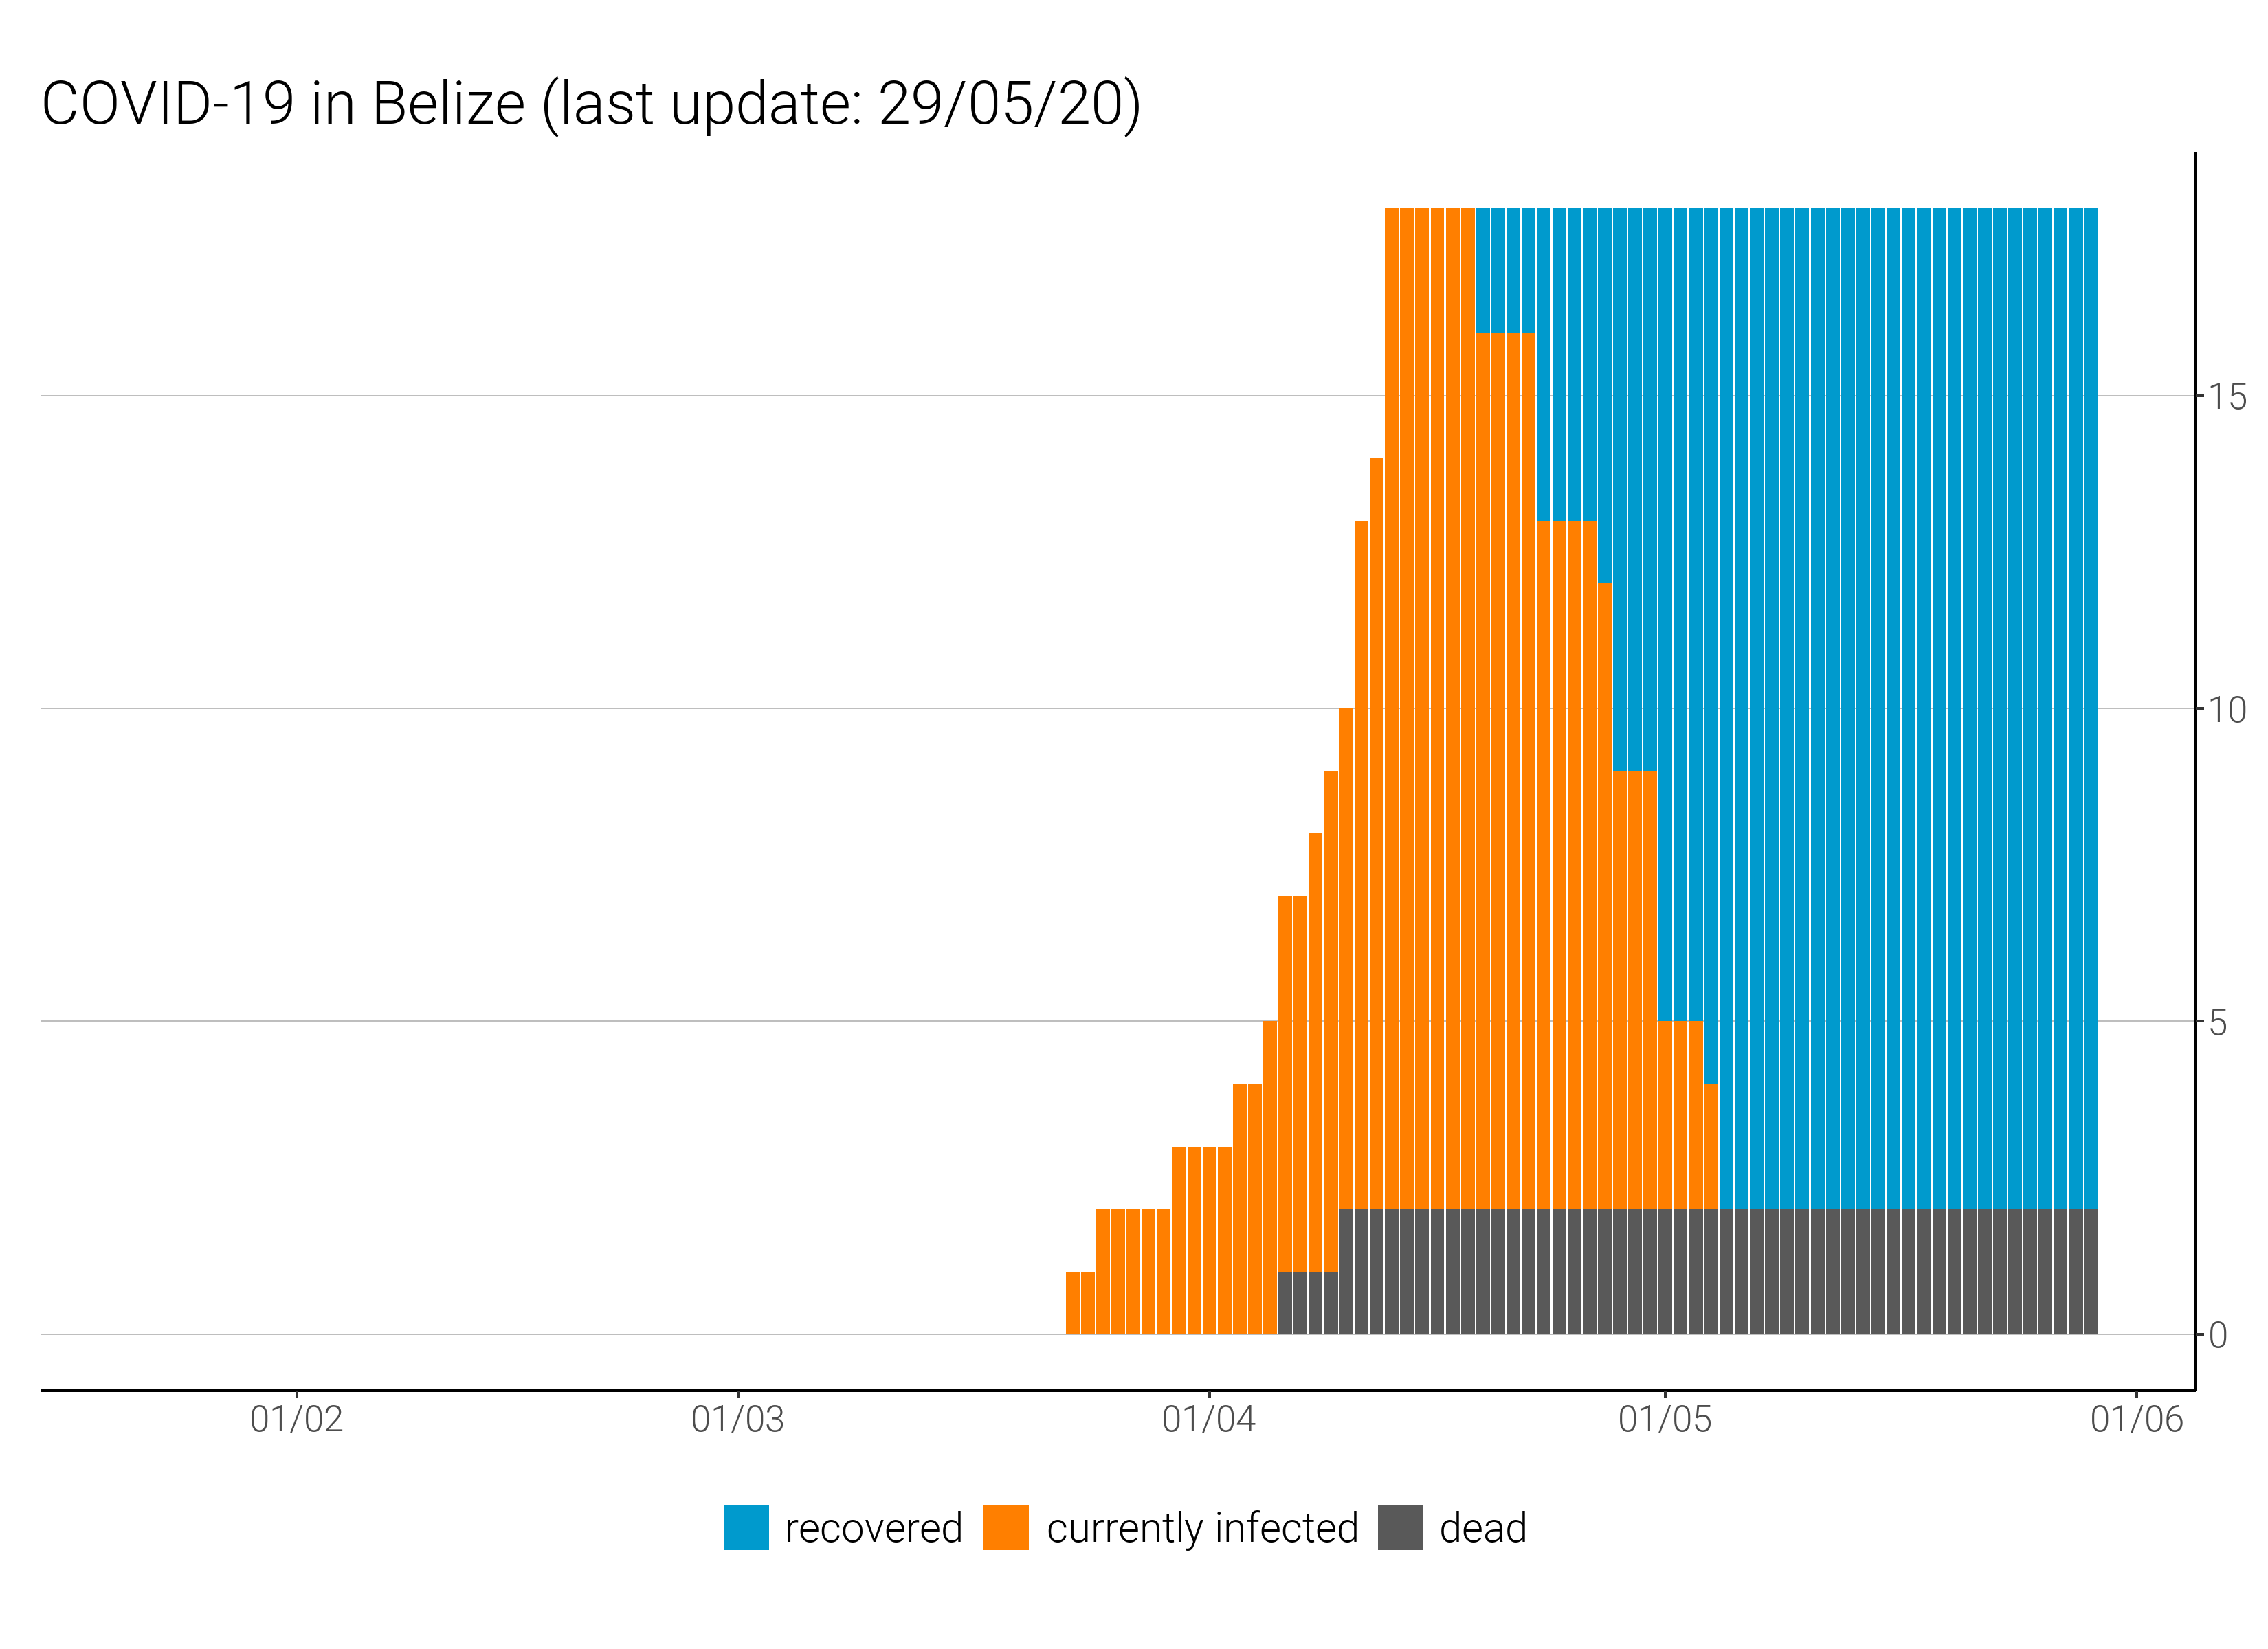 COVID-19 in Belize (last update: 29/05/20)
15
10
5
0
01/02 01/03 01/04 01/05 01/06
recovered currently infected dead